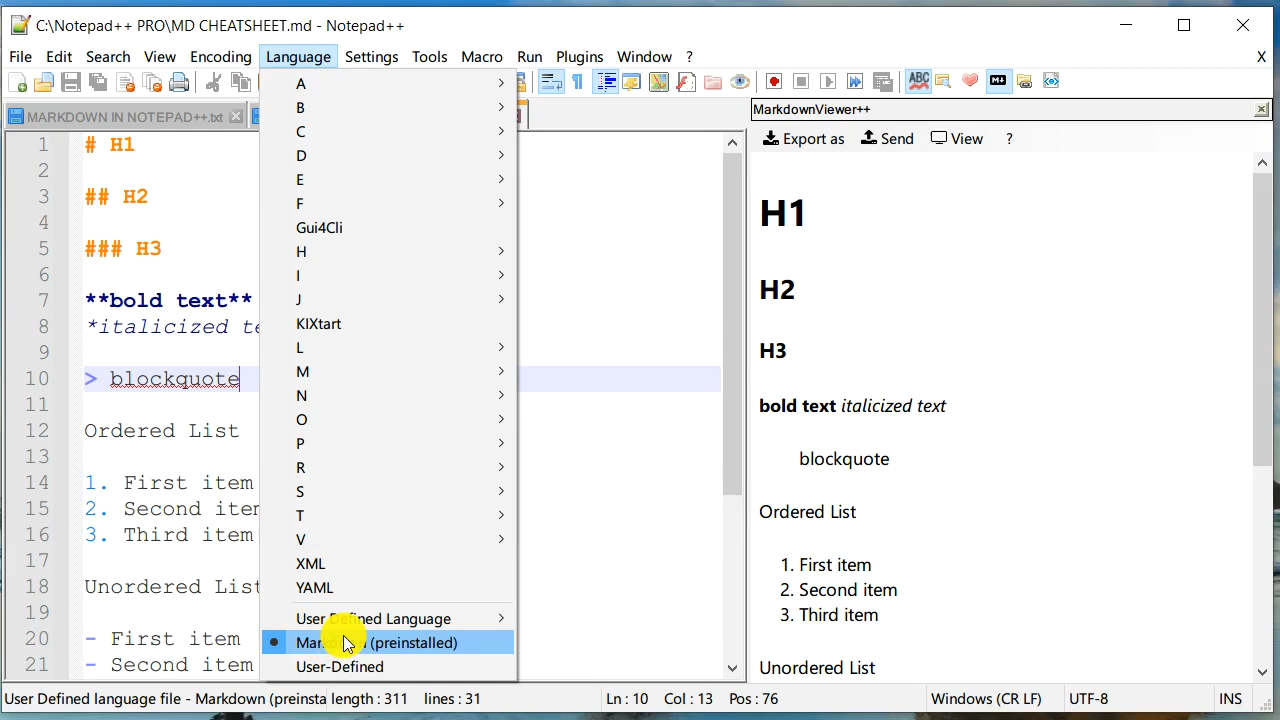 C:\Notepad++ PRO\MD CHEATSHEET.md - Notepad++
File Edit Search View Encoding Language Settings Tools Macro Run Plugins Window ? X
MARKDOWN IN NOTEPAD++.txt
1 # H1
2
3 ## H2
4
5 ### H3
6
7 **bold text**
8 *italicized te
9
10 > blockquote
11
12 Ordered List
13
14 1. First item
15 2. Second item
16 3. Third item
17
18 Unordered List
19
20 - First item
21 - Second item
A
B
C
D
E
F
Gui4Cli
H
I
J
KIXtart
L
M
N
O
P
R
S
T
V
XML
YAML
User Defined Language
Markdown (preinstalled)
User-Defined
MarkdownViewer++
Export as Send View ?
H1
H2
H3
bold text italicized text
blockquote
Ordered List
1. First item
2. Second item
3. Third item
Unordered List
User Defined language file - Markdown (preinsta length : 311 lines : 31 Ln : 10 Col : 13 Pos : 76 Windows (CR LF) UTF-8 INS